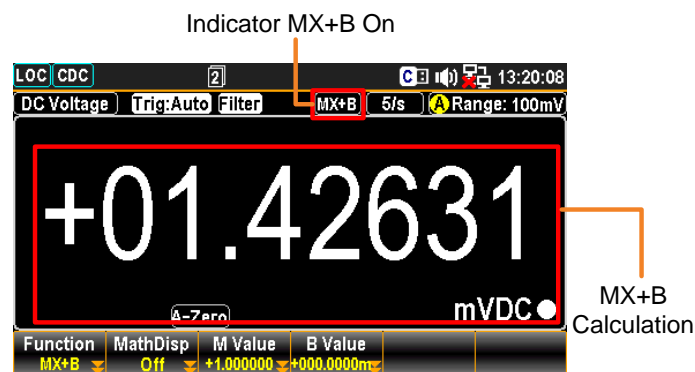 Indicator MX+B On
LOC CDC 2 C 13:20:08
DC Voltage Trig:Auto Filter MX+B 5/s A Range: 100mV
+01.42631
A-Zero mVDC
MX+B
Calculation
Function MathDisp M Value B Value
MX+B Off +1.000000 +000.0000m